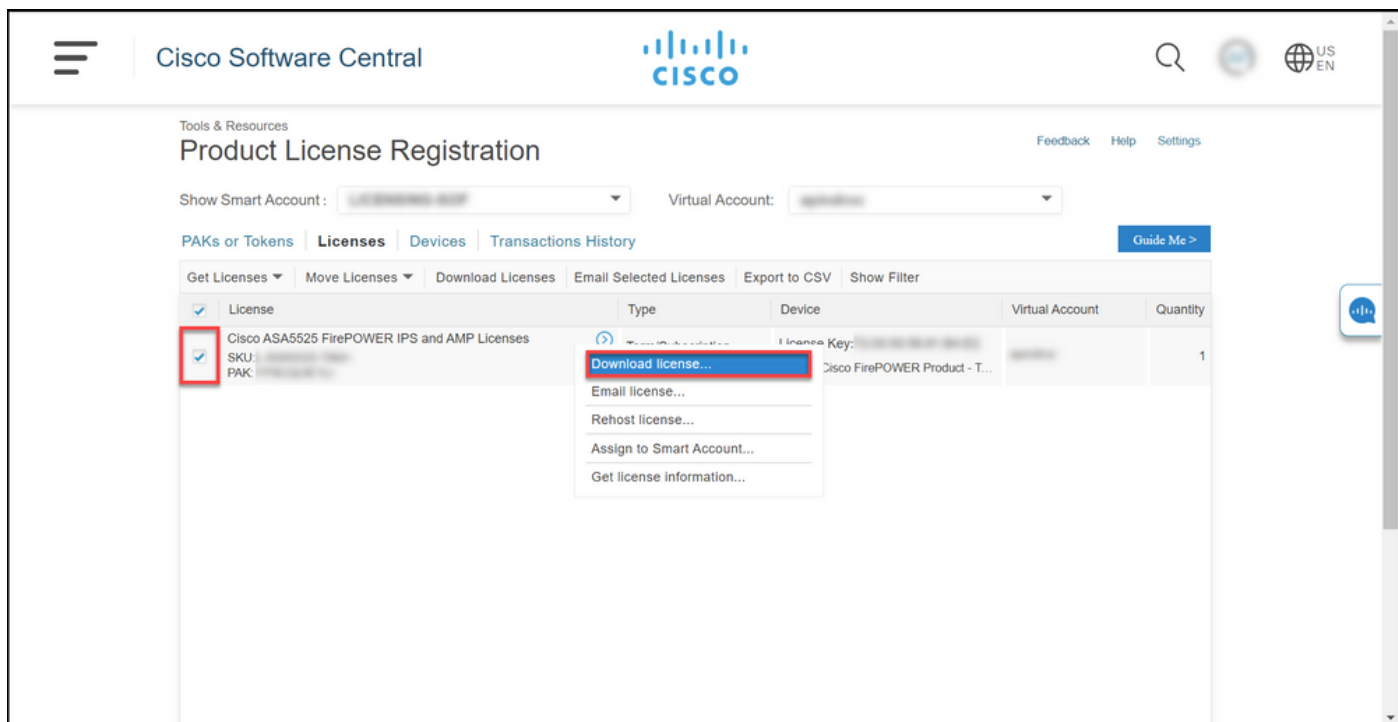 Cisco Software Central
CISCO
US
EN
Tools & Resources
Product License Registration
Feedback Help Settings
Show Smart Account :
Virtual Account:
PAKs or Tokens Licenses Devices Transactions History
Guide Me >
Get Licenses Move Licenses Download Licenses Email Selected Licenses Export to CSV Show Filter
License Type Device Virtual Account Quantity
Cisco ASA5525 FirePOWER IPS and AMP Licenses
SKU:
PAK:
Term/Subscription
License Key:
Cisco FirePOWER Product - T...
1
Download license...
Email license...
Rehost license...
Assign to Smart Account...
Get license information...